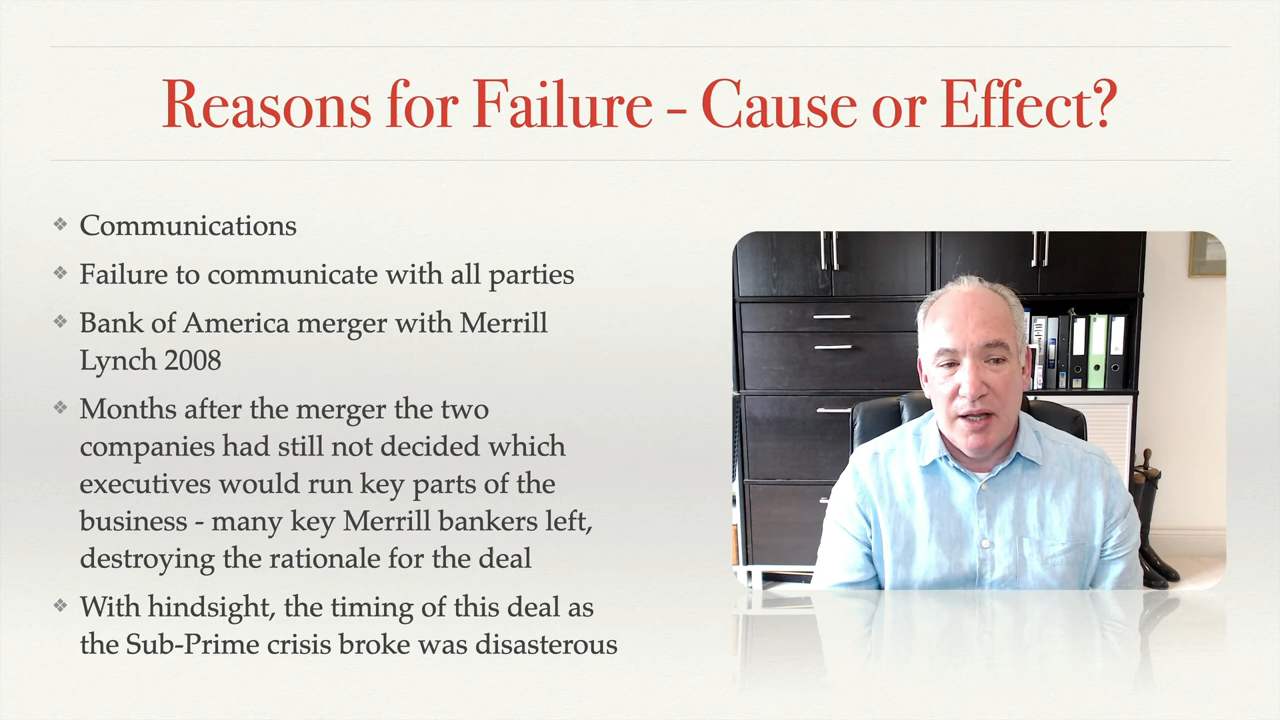 Reasons for Failure - Cause or Effect?
Communications
Failure to communicate with all parties
Bank of America merger with Merrill
Lynch 2008
Months after the merger the two
companies had still not decided which
executives would run key parts of the
business - many key Merrill bankers left,
destroying the rationale for the deal
With hindsight, the timing of this deal as
the Sub-Prime crisis broke was disasterous